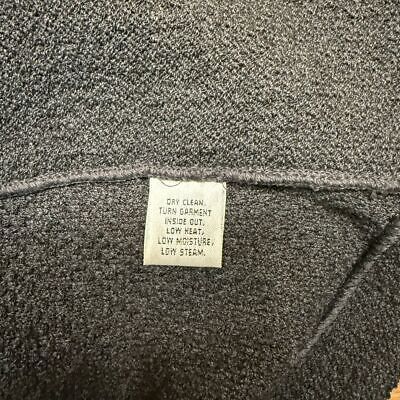 DRY CLEAN.
TURN GARMENT
INSIDE OUT,
LOW HEAT,
LOW MOISTURE,
LOW STEAM.